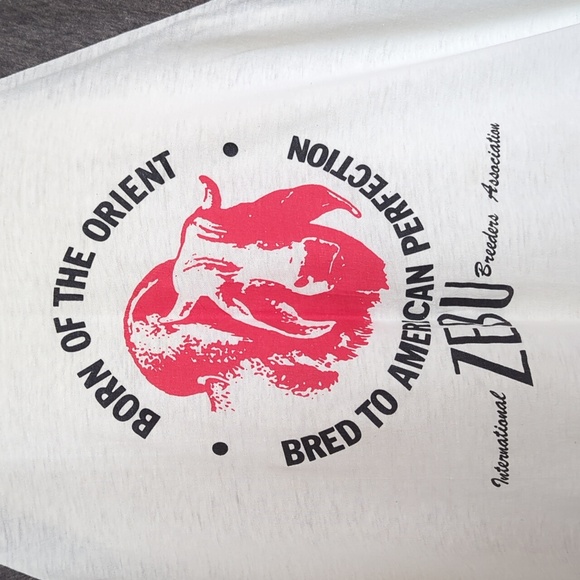 BORN OF THE ORIENT
BRED TO AMERICAN PERFECTION
International ZEBU Breeders Association